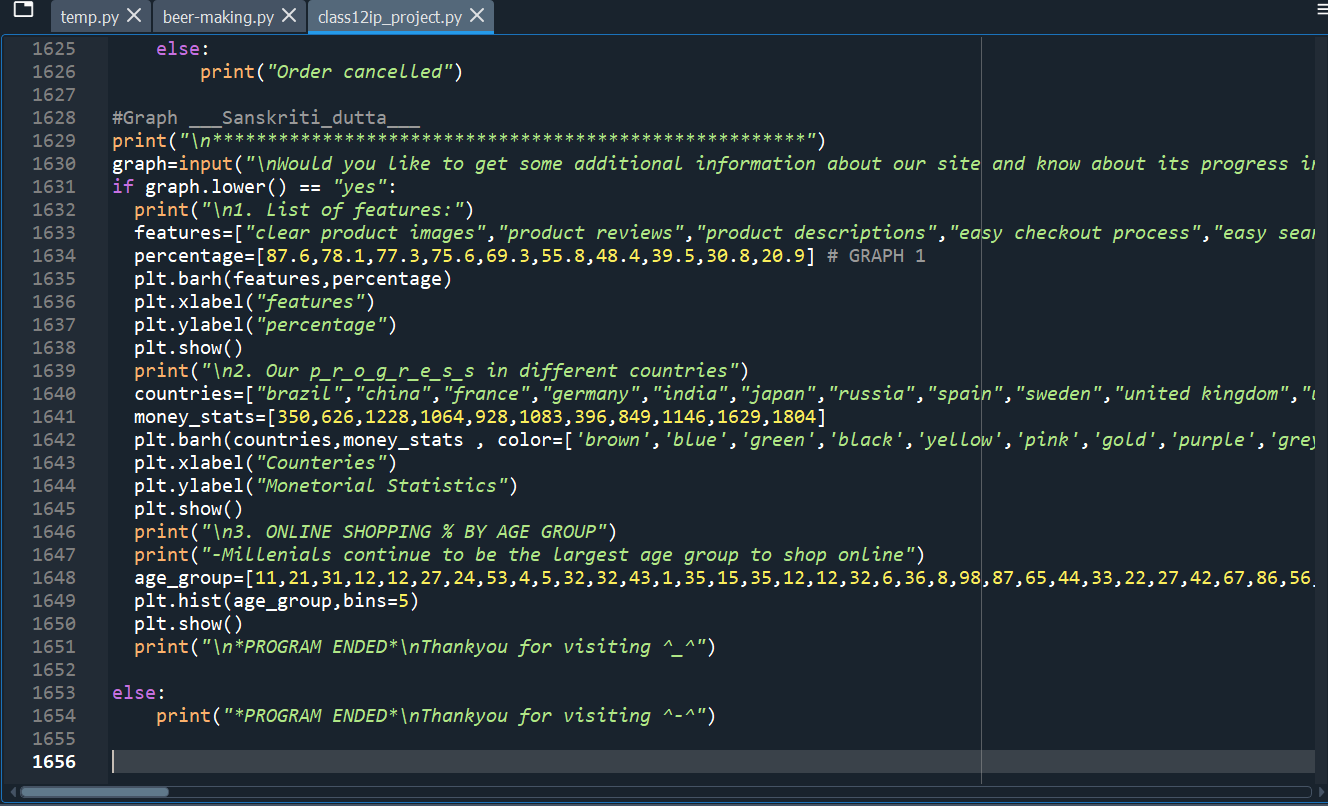 temp.py beer-making.py class12ip_project.py
1625 else:
1626 print("Order cancelled")
1627
1628 #Graph ___Sanskriti_dutta___
1629 print("\n******************************************************")
1630 graph=input("\nWould you like to get some additional information about our site and know about its progress in
1631 if graph.lower() == "yes":
1632 print("\n1. List of features:")
1633 features=["clear product images","product reviews","product descriptions","easy checkout process","easy sear
1634 percentage=[87.6,78.1,77.3,75.6,69.3,55.8,48.4,39.5,30.8,20.9] # GRAPH 1
1635 plt.barh(features,percentage)
1636 plt.xlabel("features")
1637 plt.ylabel("percentage")
1638 plt.show()
1639 print("\n2. Our p_r_o_g_r_e_s_s in different countries")
1640 countries=["brazil","china","france","germany","india","japan","russia","spain","sweden","united kingdom","u
1641 money_stats=[350,626,1228,1064,928,1083,396,849,1146,1629,1804]
1642 plt.barh(countries,money_stats , color=['brown','blue','green','black','yellow','pink','gold','purple','grey
1643 plt.xlabel("Counteries")
1644 plt.ylabel("Monetorial Statistics")
1645 plt.show()
1646 print("\n3. ONLINE SHOPPING % BY AGE GROUP")
1647 print("-Millenials continue to be the largest age group to shop online")
1648 age_group=[11,21,31,12,12,27,24,53,4,5,32,32,43,1,35,15,35,12,12,32,6,36,8,98,87,65,44,33,22,27,42,67,86,56,
1649 plt.hist(age_group,bins=5)
1650 plt.show()
1651 print("\n*PROGRAM ENDED*\nThankyou for visiting ^_^")
1652
1653 else:
1654 print("*PROGRAM ENDED*\nThankyou for visiting ^-^")
1655
1656